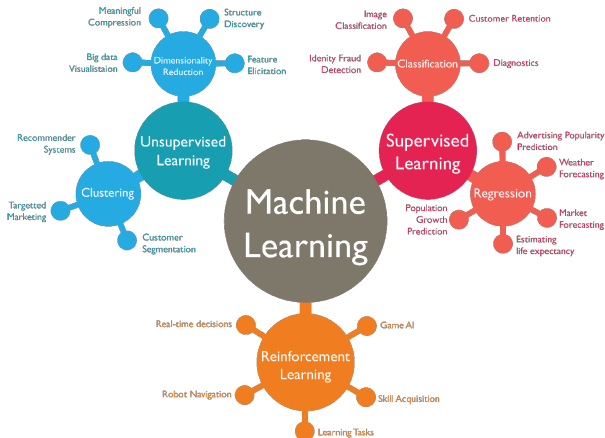 Meaningful
Compression
Structure
Discovery
Big data
Visualistaion
Dimensionality
Reduction
Feature
Elicitation
Unsupervised
Learning
Recommender
Systems
Clustering
Targetted
Marketing
Customer
Segmentation
Image
Classification
Customer Retention
Idenity Fraud
Detection
Classification
Diagnostics
Supervised
Learning
Advertising Popularity
Prediction
Weather
Forecasting
Regression
Population
Growth
Prediction
Market
Forecasting
Estimating
life expectancy
Machine
Learning
Real-time decisions
Game AI
Reinforcement
Learning
Robot Navigation
Skill Acquisition
Learning Tasks